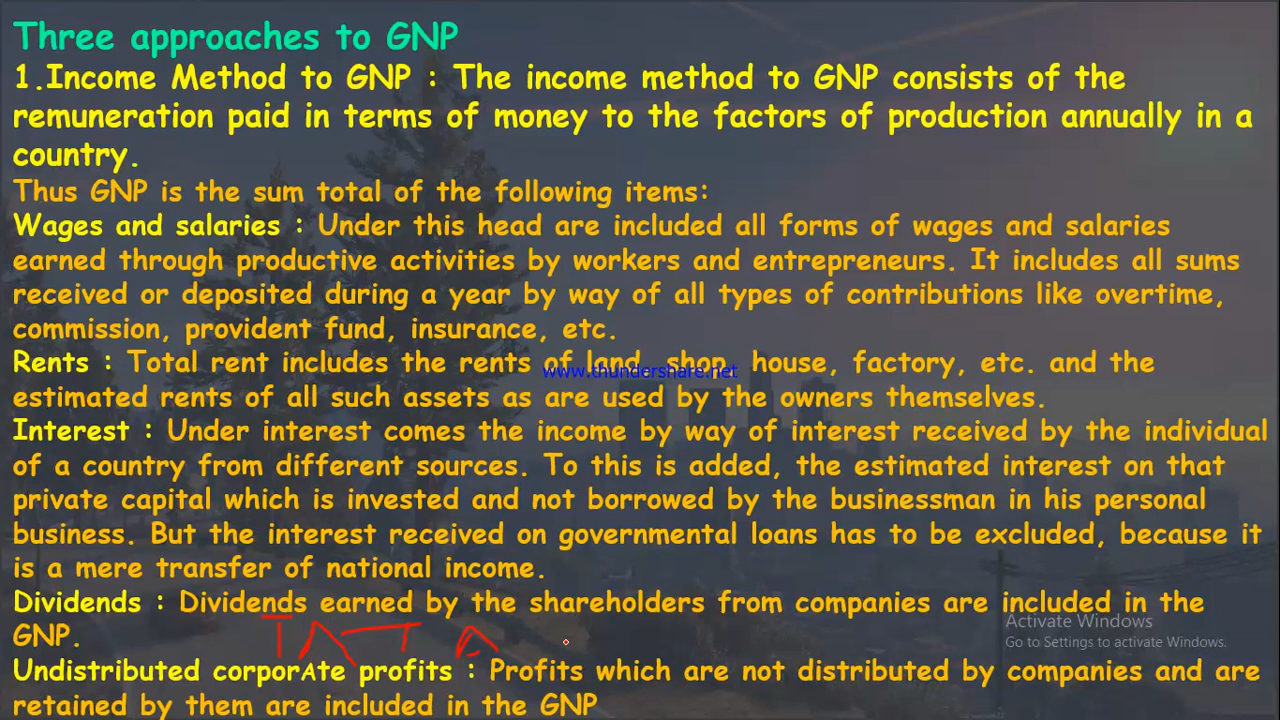 Three approaches to GNP
1.Income Method to GNP : The income method to GNP consists of the
remuneration paid in terms of money to the factors of production annually in a
country.
Thus GNP is the sum total of the following items:
Wages and salaries : Under this head are included all forms of wages and salaries
earned through productive activities by workers and entrepreneurs. It includes all sums
received or deposited during a year by way of all types of contributions like overtime,
commission, provident fund, insurance, etc.
Rents : Total rent includes the rents of land, shop, house, factory, etc. and the
www.thundershare.net
estimated rents of all such assets as are used by the owners themselves.
Interest : Under interest comes the income by way of interest received by the individual
of a country from different sources. To this is added, the estimated interest on that
private capital which is invested and not borrowed by the businessman in his personal
business. But the interest received on governmental loans has to be excluded, because it
is a mere transfer of national income.
Dividends : Dividends earned by the shareholders from companies are included in the
Activate Windows
GNP.
Go to Settings to activate Windows.
Undistributed corporAte profits : Profits which are not distributed by companies and are
retained by them are included in the GNP